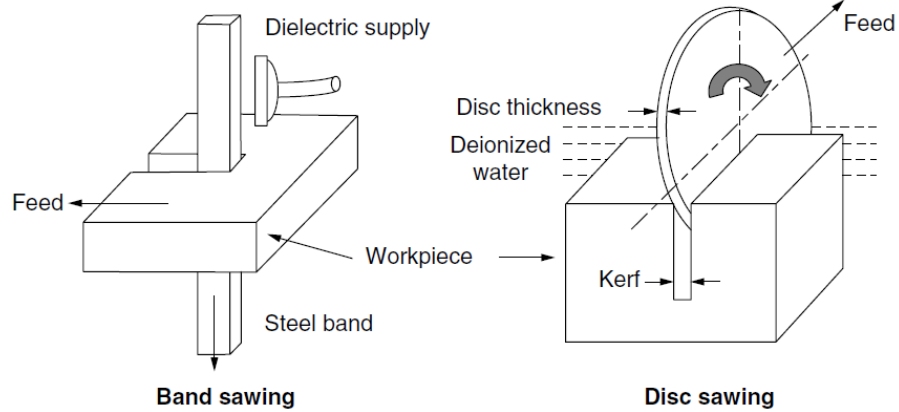 Dielectric supply
Feed
Steel band
Band sawing
Workpiece
Feed
Disc thickness
Deionized
water
Kerf
Disc sawing